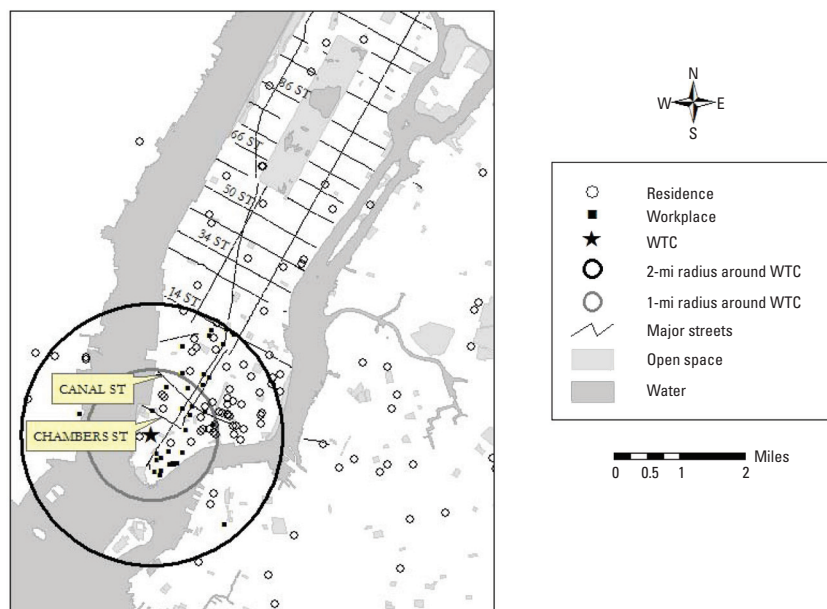 86 ST
66 ST
50 ST
34 ST
14 ST
CANAL ST
CHAMBERS ST
N
W E
S
Residence
Workplace
WTC
2-mi radius around WTC
1-mi radius around WTC
Major streets
Open space
Water
Miles
0 0.5 1 2